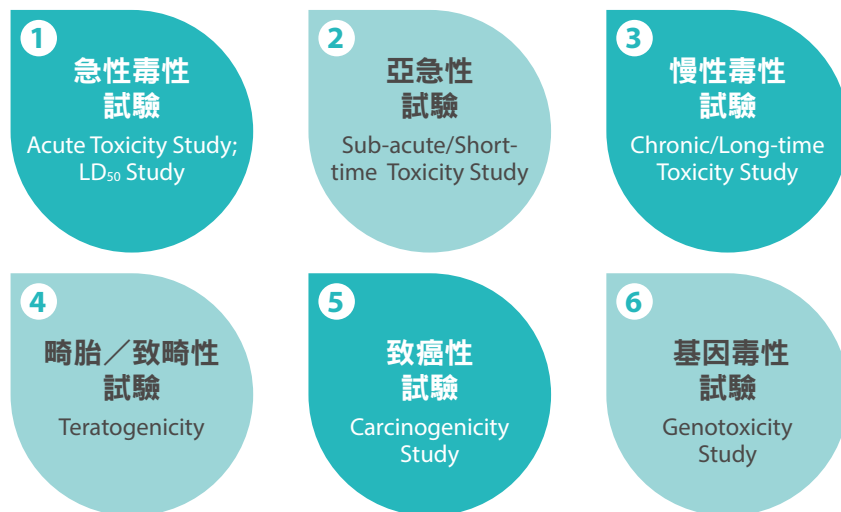 1
急性毒性
試驗
Acute Toxicity Study;
LD₅₀ Study
2
亞急性
試驗
Sub-acute/Short-
time Toxicity Study
3
慢性毒性
試驗
Chronic/Long-time
Toxicity Study
4
畸胎／致畸性
試驗
Teratogenicity
5
致癌性
試驗
Carcinogenicity
Study
6
基因毒性
試驗
Genotoxicity
Study